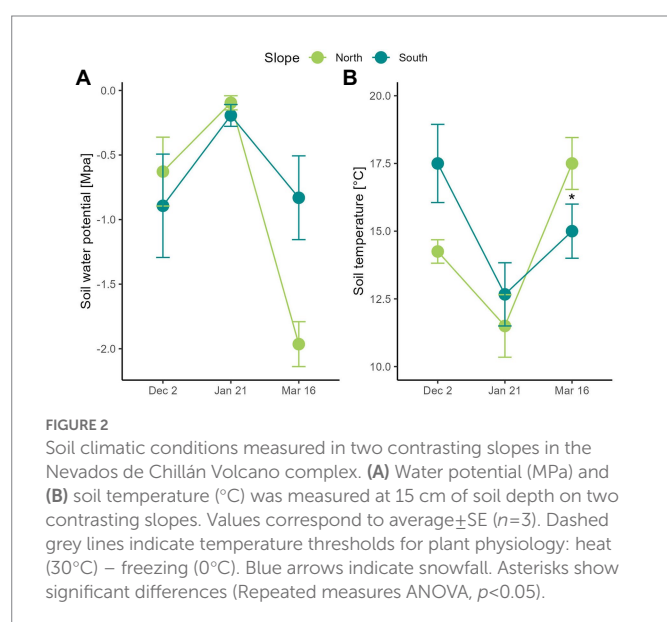 Slope North South
A B
0.0
-0.5
-1.0
-1.5
-2.0
Soil water potential [Mpa]
Dec 2 Jan 21 Mar 16
20.0
17.5
15.0
12.5
10.0
Soil temperature [°C]
*
Dec 2 Jan 21 Mar 16
FIGURE 2
Soil climatic conditions measured in two contrasting slopes in the
Nevados de Chillán Volcano complex. (A) Water potential (MPa) and
(B) soil temperature (°C) was measured at 15 cm of soil depth on two
contrasting slopes. Values correspond to average±SE (n=3). Dashed
grey lines indicate temperature thresholds for plant physiology: heat
(30°C) – freezing (0°C). Blue arrows indicate snowfall. Asterisks show
significant differences (Repeated measures ANOVA, p<0.05).